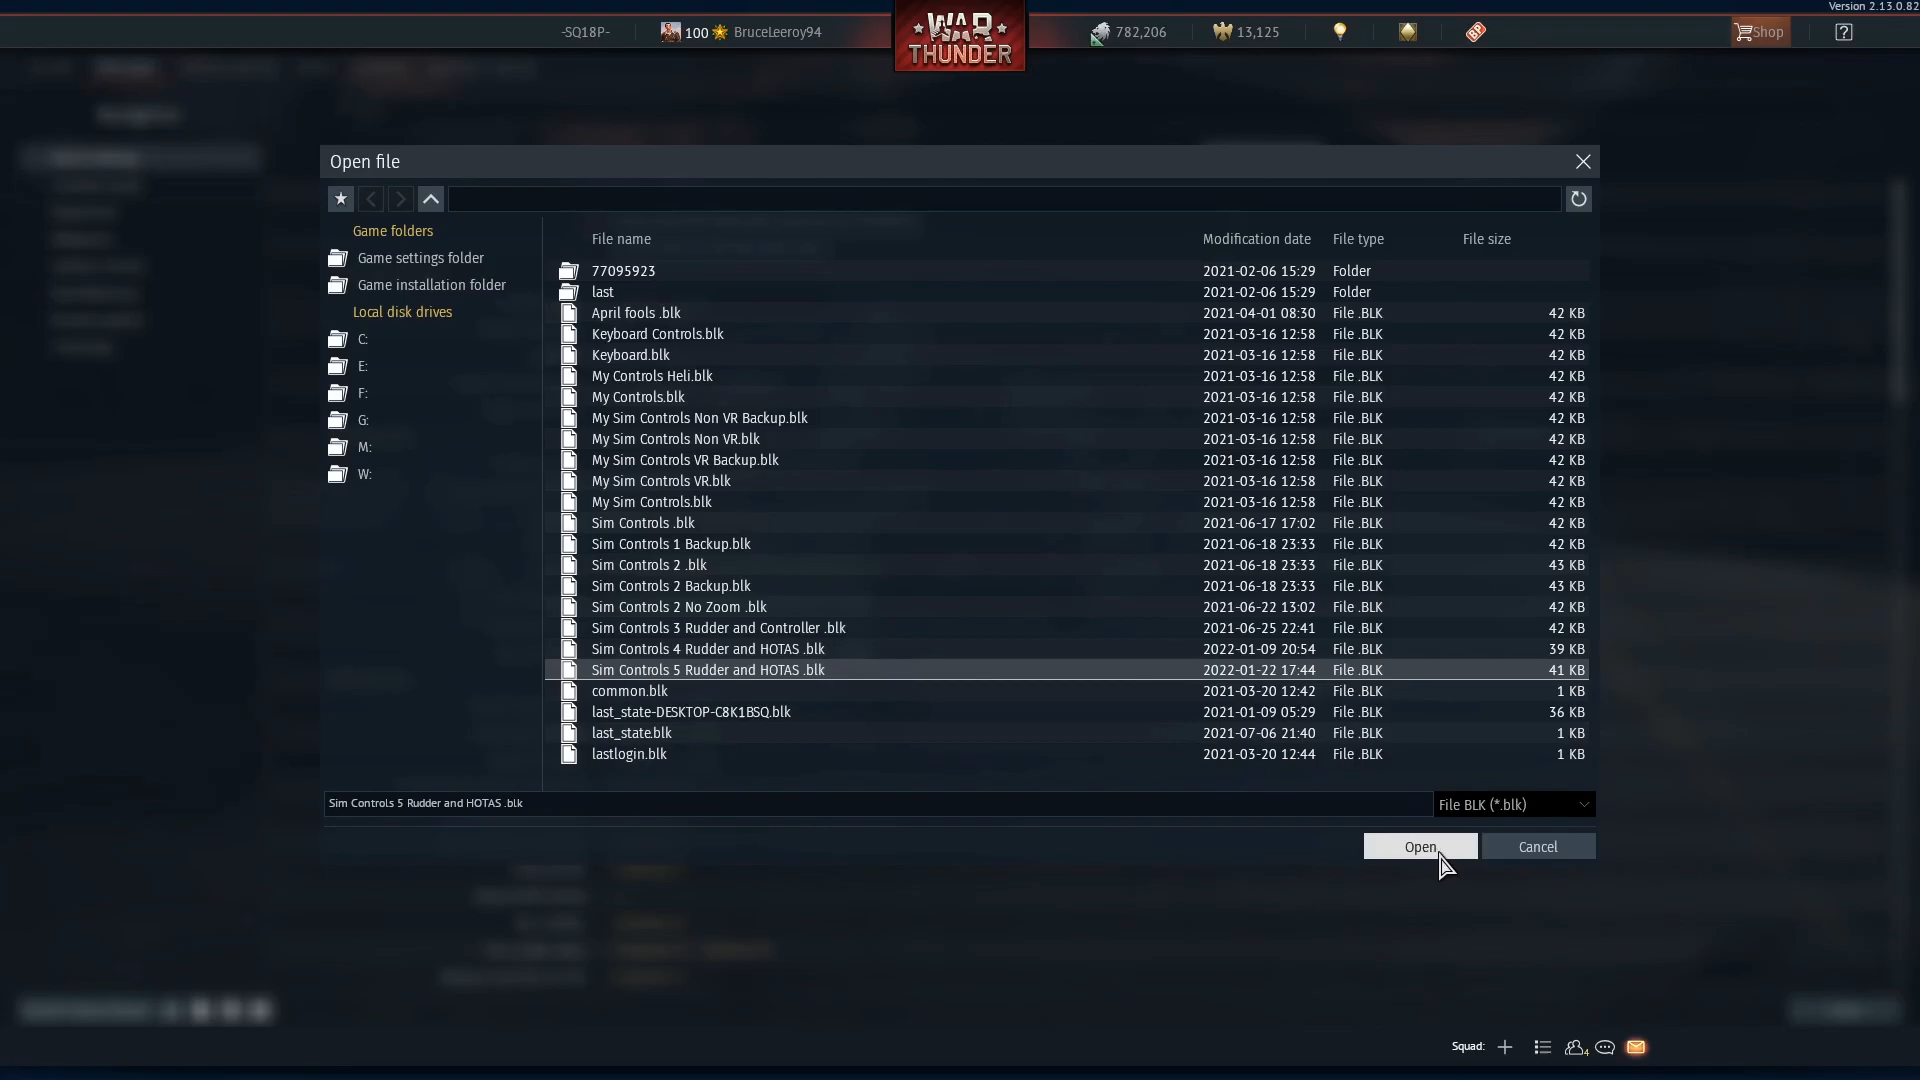 Version 2.13.0.82
-SQ18P-
100 BruceLeeroy94
WAR THUNDER
782,206
13,125
BP
Shop
?
Open file
Game folders
Game settings folder
Game installation folder
Local disk drives
C:
E:
F:
G:
M:
W:
File name Modification date File type File size
77095923 2021-02-06 15:29 Folder
last 2021-02-06 15:29 Folder
April fools .blk 2021-04-01 08:30 File .BLK 42 KB
Keyboard Controls.blk 2021-03-16 12:58 File .BLK 42 KB
Keyboard.blk 2021-03-16 12:58 File .BLK 42 KB
My Controls Heli.blk 2021-03-16 12:58 File .BLK 42 KB
My Controls.blk 2021-03-16 12:58 File .BLK 42 KB
My Sim Controls Non VR Backup.blk 2021-03-16 12:58 File .BLK 42 KB
My Sim Controls Non VR.blk 2021-03-16 12:58 File .BLK 42 KB
My Sim Controls VR Backup.blk 2021-03-16 12:58 File .BLK 42 KB
My Sim Controls VR.blk 2021-03-16 12:58 File .BLK 42 KB
My Sim Controls.blk 2021-03-16 12:58 File .BLK 42 KB
Sim Controls .blk 2021-06-17 17:02 File .BLK 42 KB
Sim Controls 1 Backup.blk 2021-06-18 23:33 File .BLK 42 KB
Sim Controls 2 .blk 2021-06-18 23:33 File .BLK 43 KB
Sim Controls 2 Backup.blk 2021-06-18 23:33 File .BLK 43 KB
Sim Controls 2 No Zoom .blk 2021-06-22 13:02 File .BLK 42 KB
Sim Controls 3 Rudder and Controller .blk 2021-06-25 22:41 File .BLK 42 KB
Sim Controls 4 Rudder and HOTAS .blk 2022-01-09 20:54 File .BLK 39 KB
Sim Controls 5 Rudder and HOTAS .blk 2022-01-22 17:44 File .BLK 41 KB
common.blk 2021-03-20 12:42 File .BLK 1 KB
last_state-DESKTOP-C8K1BSQ.blk 2021-01-09 05:29 File .BLK 36 KB
last_state.blk 2021-07-06 21:40 File .BLK 1 KB
lastlogin.blk 2021-03-20 12:44 File .BLK 1 KB
Sim Controls 5 Rudder and HOTAS .blk File BLK (*.blk)
Open Cancel
Squad: 4